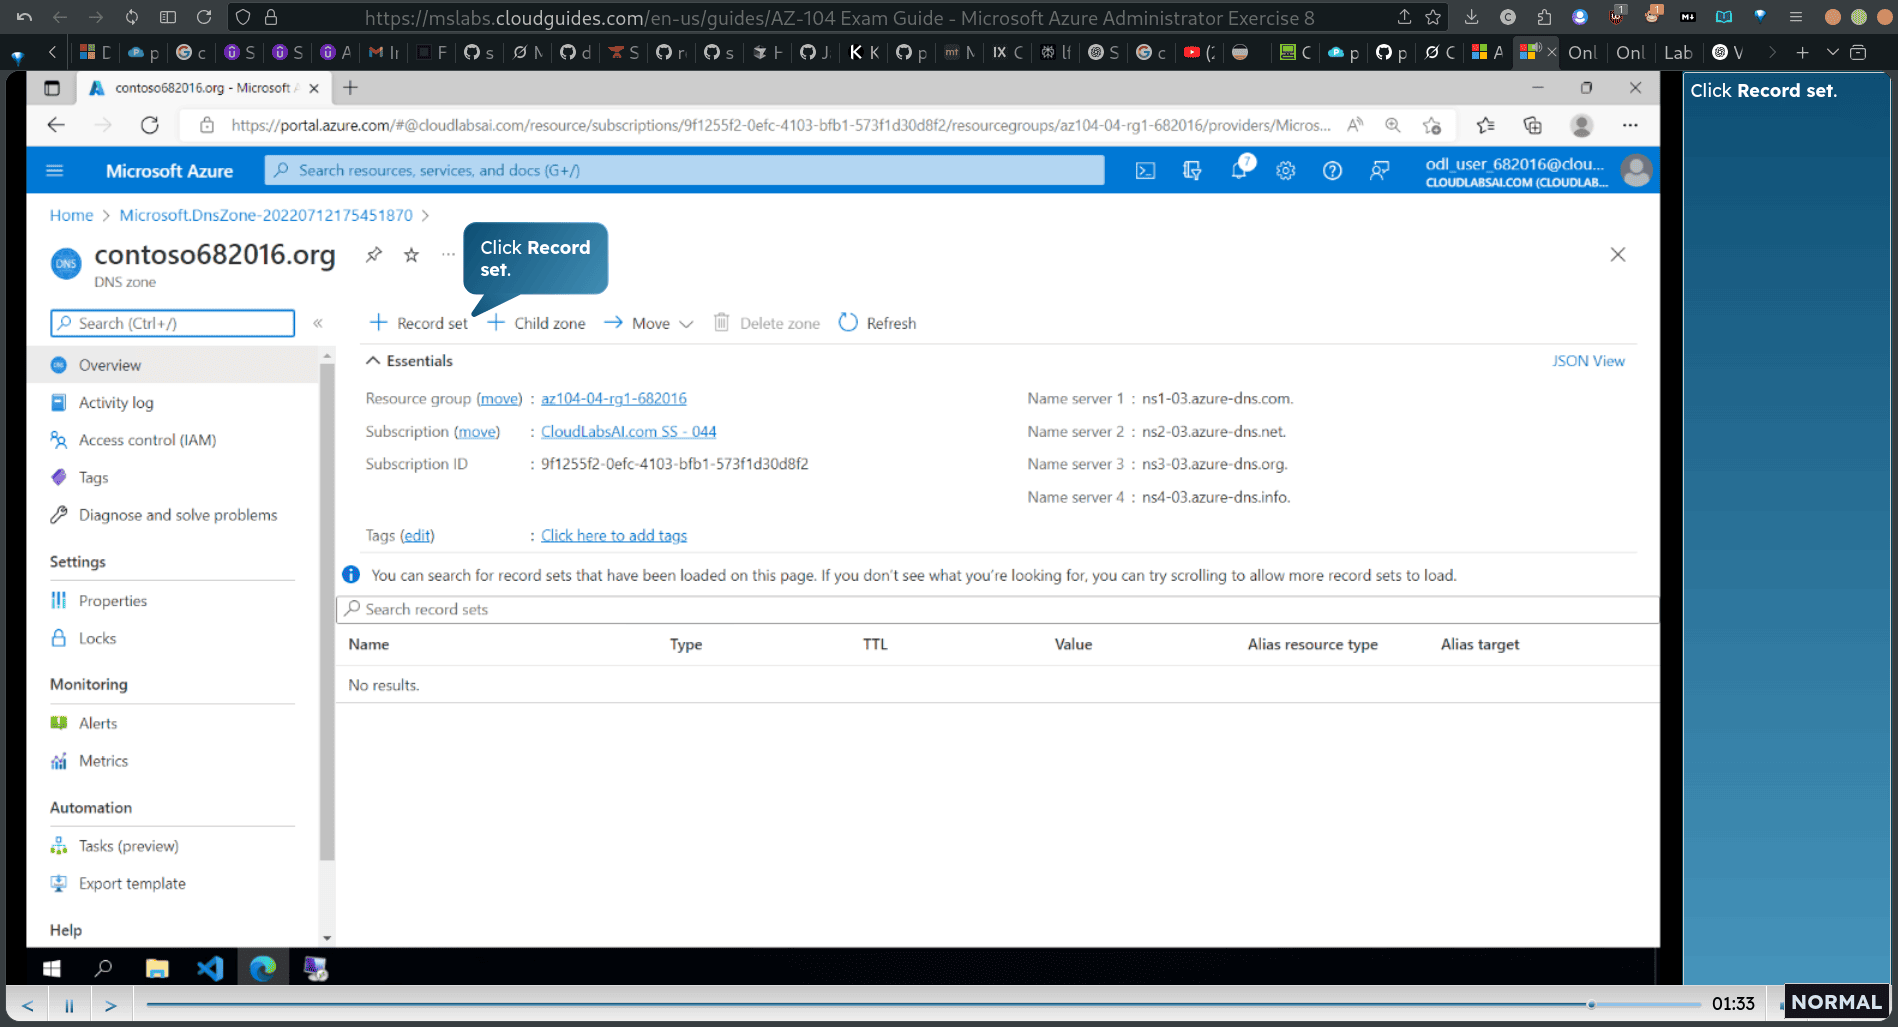 https://mslabs.cloudguides.com/en-us/guides/AZ-104 Exam Guide - Microsoft Azure Administrator Exercise 8
Onl
Onl
Lab
contoso682016.org - Microsoft
https://portal.azure.com/#@cloudlabsai.com/resource/subscriptions/9f1255f2-0efc-4103-bfb1-573f1d30d8f2/resourcegroups/az104-04-rg1-682016/providers/Micros...
Click Record set.
Microsoft Azure
Search resources, services, and docs (G+/)
7
odl_user_682016@clou...
CLOUDLABSAI.COM (CLOUDLAB...
Home > Microsoft.DnsZone-20220712175451870 >
DNS
contoso682016.org
DNS zone
Click Record
set.
Search (Ctrl+/)
Record set
Child zone
Move
Delete zone
Refresh
Overview
Activity log
Access control (IAM)
Tags
Diagnose and solve problems
Settings
Properties
Locks
Monitoring
Alerts
Metrics
Automation
Tasks (preview)
Export template
Help
Essentials
JSON View
Resource group (move) : az104-04-rg1-682016
Subscription (move) : CloudLabsAI.com SS - 044
Subscription ID : 9f1255f2-0efc-4103-bfb1-573f1d30d8f2
Name server 1 : ns1-03.azure-dns.com.
Name server 2 : ns2-03.azure-dns.net.
Name server 3 : ns3-03.azure-dns.org.
Name server 4 : ns4-03.azure-dns.info.
Tags (edit) : Click here to add tags
You can search for record sets that have been loaded on this page. If you don't see what you're looking for, you can try scrolling to allow more record sets to load.
Search record sets
Name Type TTL Value Alias resource type Alias target
No results.
01:33
NORMAL